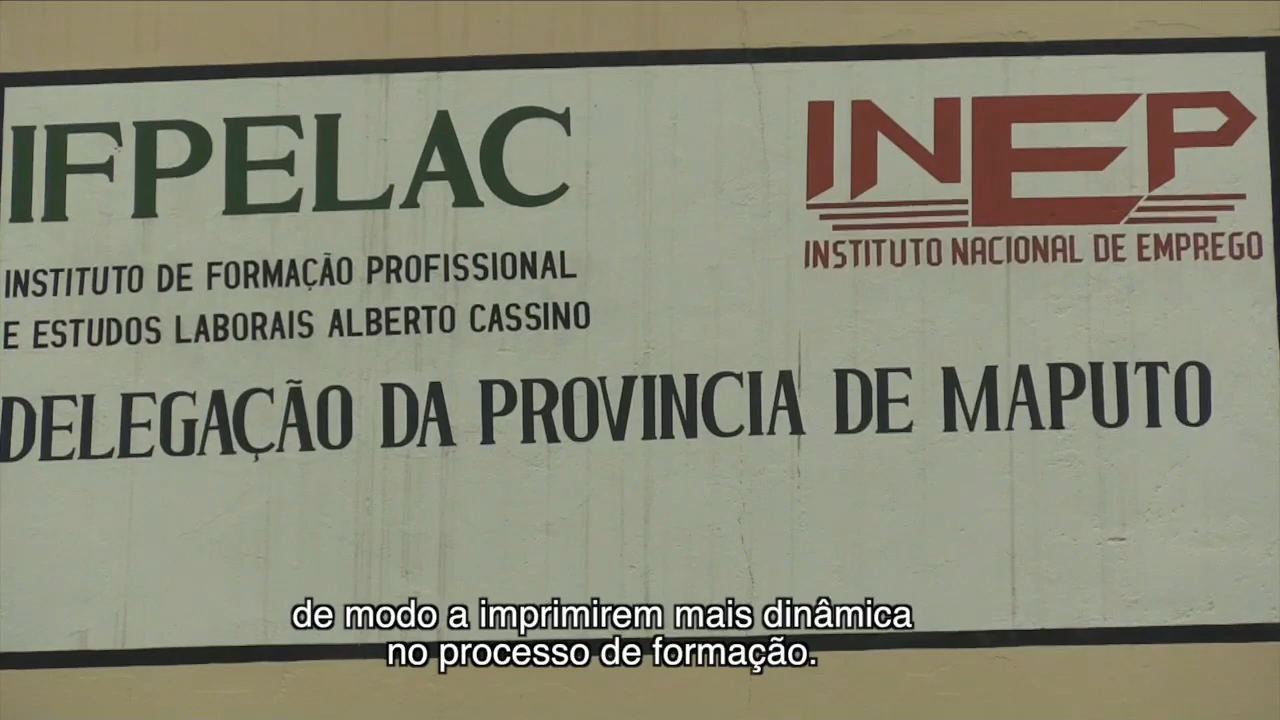 IFPELAC
INSTITUTO DE FORMAÇÃO PROFISSIONAL
E ESTUDOS LABORAIS ALBERTO CASSINO
INEP
INSTITUTO NACIONAL DE EMPREGO
DELEGAÇÃO DA PROVINCIA DE MAPUTO
de modo a imprimirem mais dinâmica
no processo de formação.